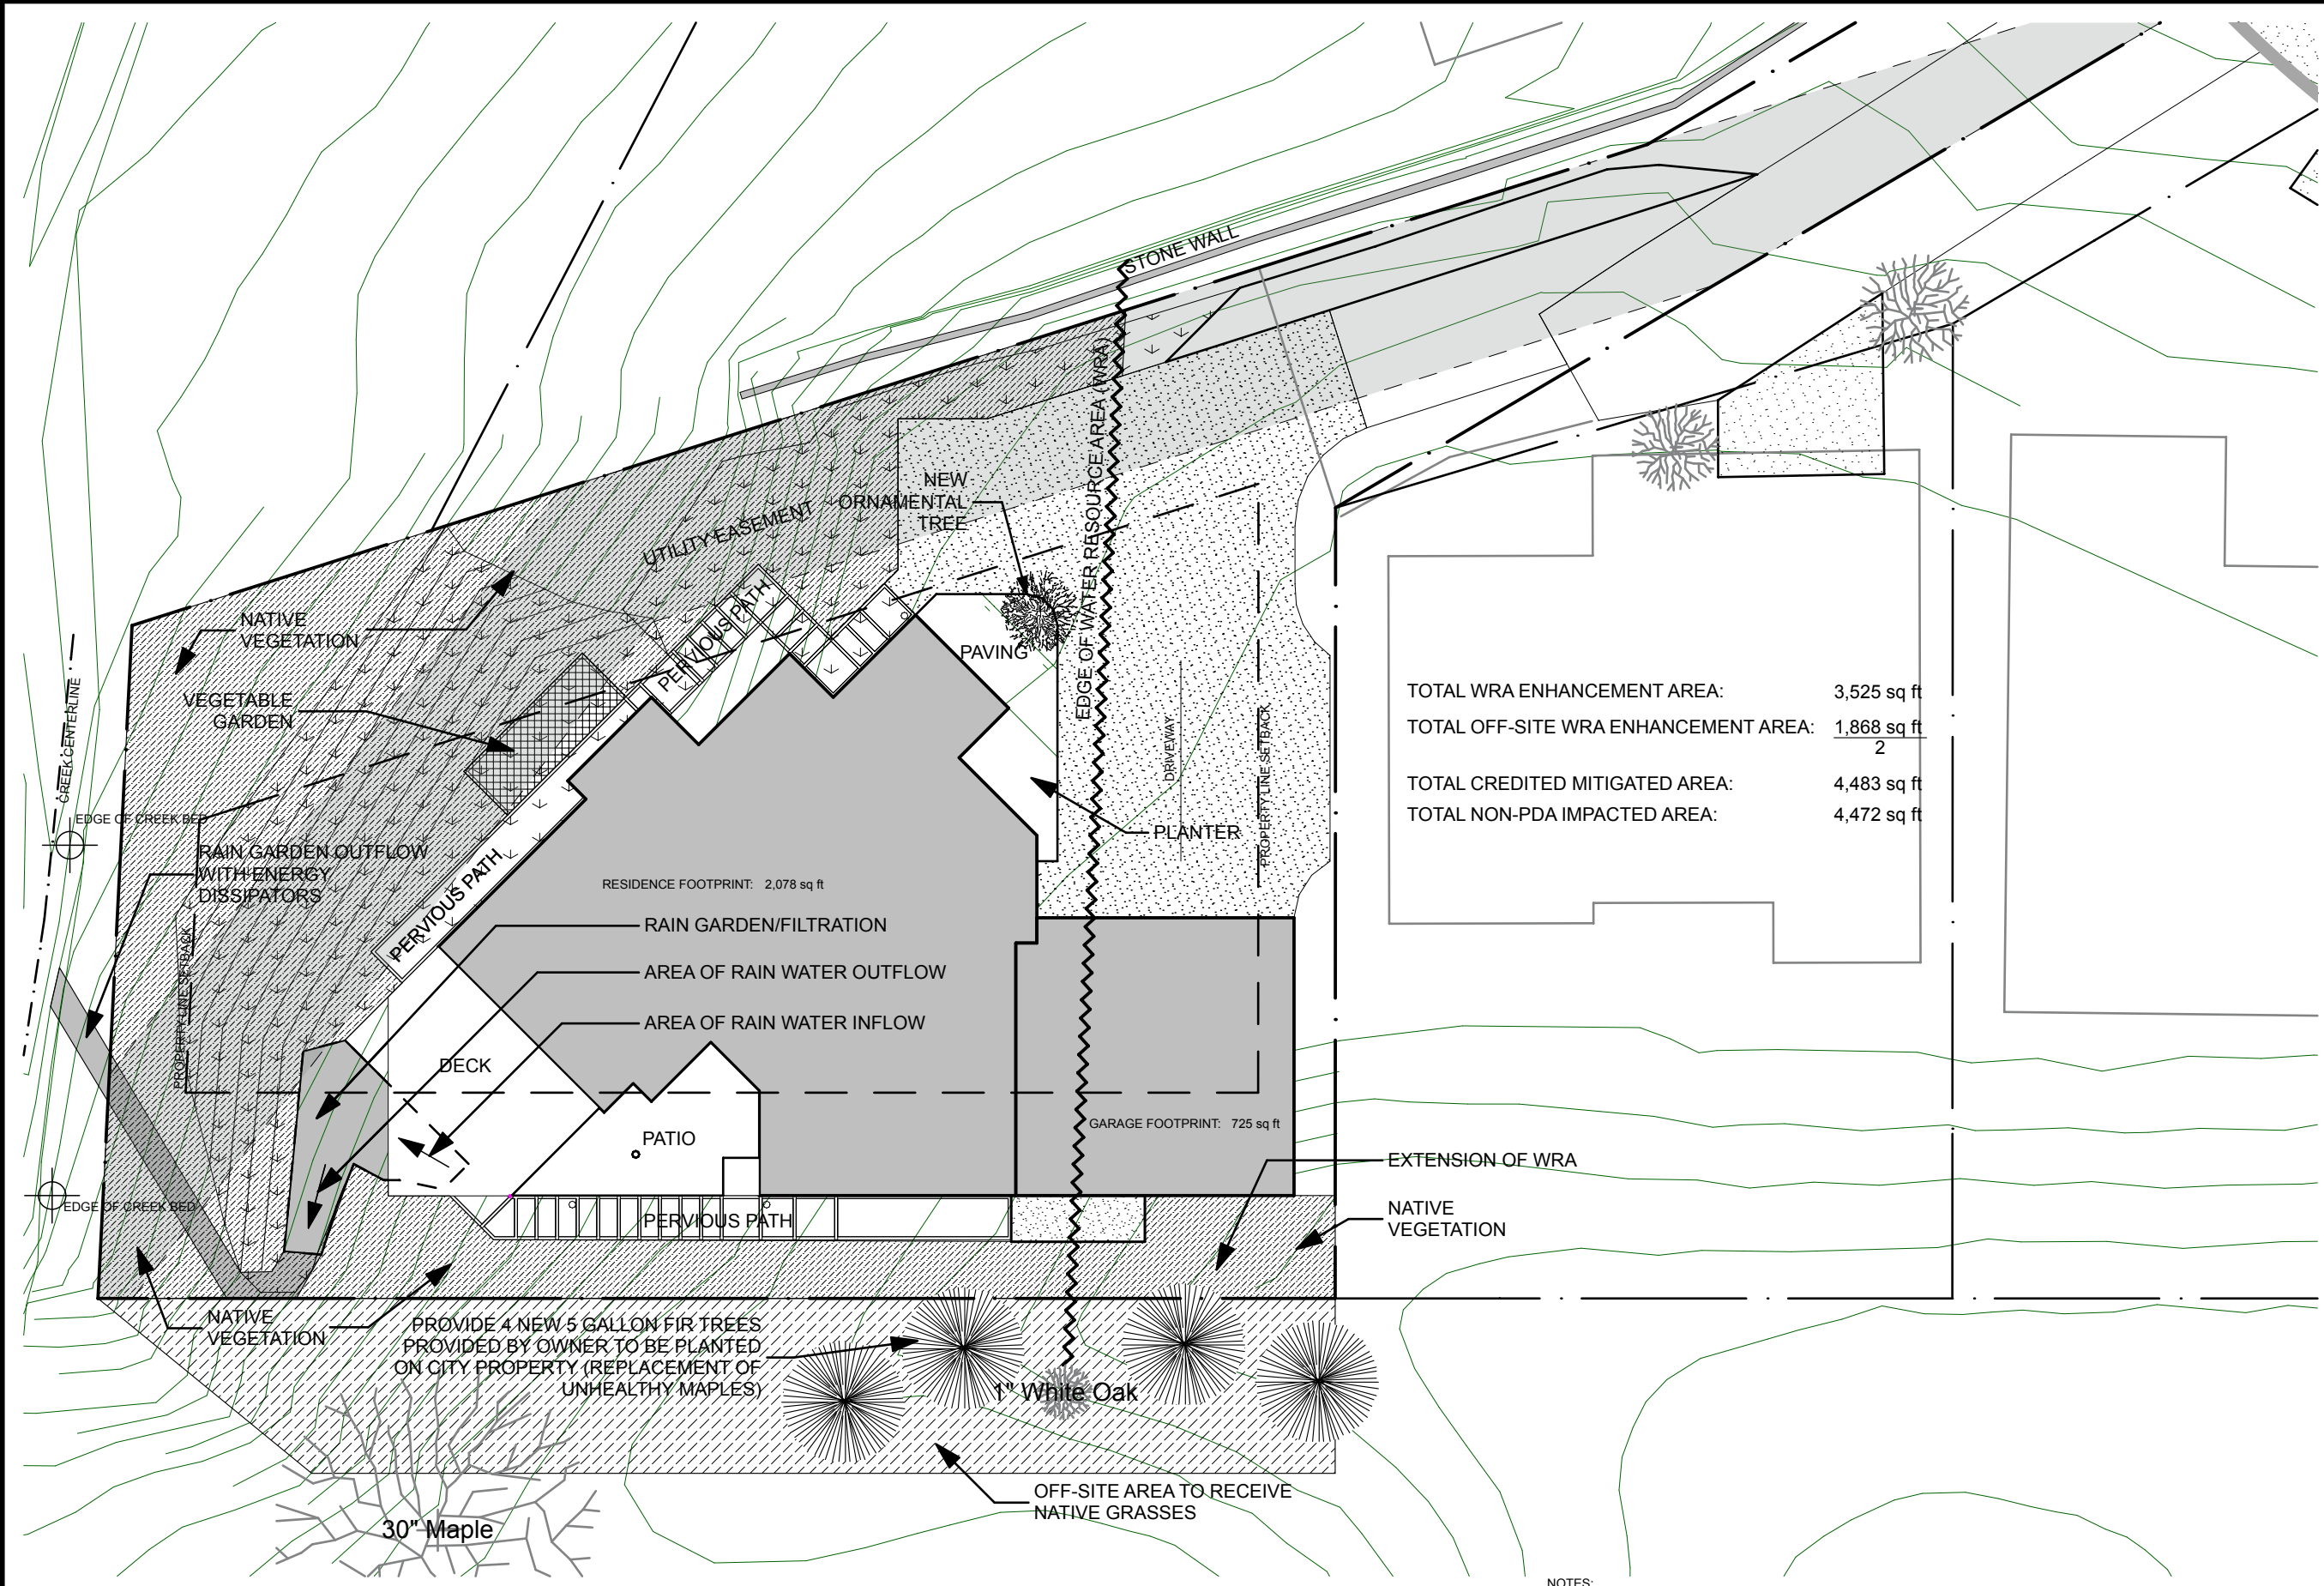 STONE WALL
EDGE OF WATER RESOURCE AREA (WRA)
NEW
ORNAMENTAL
TREE
UTILITY EASEMENT
PERVIOUS PATH
NATIVE
VEGETATION
PAVING
VEGETABLE
GARDEN
CREEK CENTERLINE
DRIVEWAY
PROPERTY LINE SETBACK
TOTAL WRA ENHANCEMENT AREA: 3,525 sq ft
TOTAL OFF-SITE WRA ENHANCEMENT AREA: 1,868 sq ft
2
TOTAL CREDITED MITIGATED AREA: 4,483 sq ft
TOTAL NON-PDA IMPACTED AREA: 4,472 sq ft
EDGE OF CREEK BED
PLANTER
RAIN GARDEN OUTFLOW
WITH ENERGY
DISSIPATORS
PERVIOUS PATH
RESIDENCE FOOTPRINT: 2,078 sq ft
RAIN GARDEN/FILTRATION
AREA OF RAIN WATER OUTFLOW
AREA OF RAIN WATER INFLOW
PROPERTY LINE SETBACK
DECK
PATIO
GARAGE FOOTPRINT: 725 sq ft
EXTENSION OF WRA
EDGE OF CREEK BED
PERVIOUS PATH
NATIVE
VEGETATION
NATIVE
VEGETATION
PROVIDE 4 NEW 5 GALLON FIR TREES
PROVIDED BY OWNER TO BE PLANTED
ON CITY PROPERTY (REPLACEMENT OF
UNHEALTHY MAPLES)
1" White Oak
OFF-SITE AREA TO RECEIVE
NATIVE GRASSES
30" Maple
NOTES: